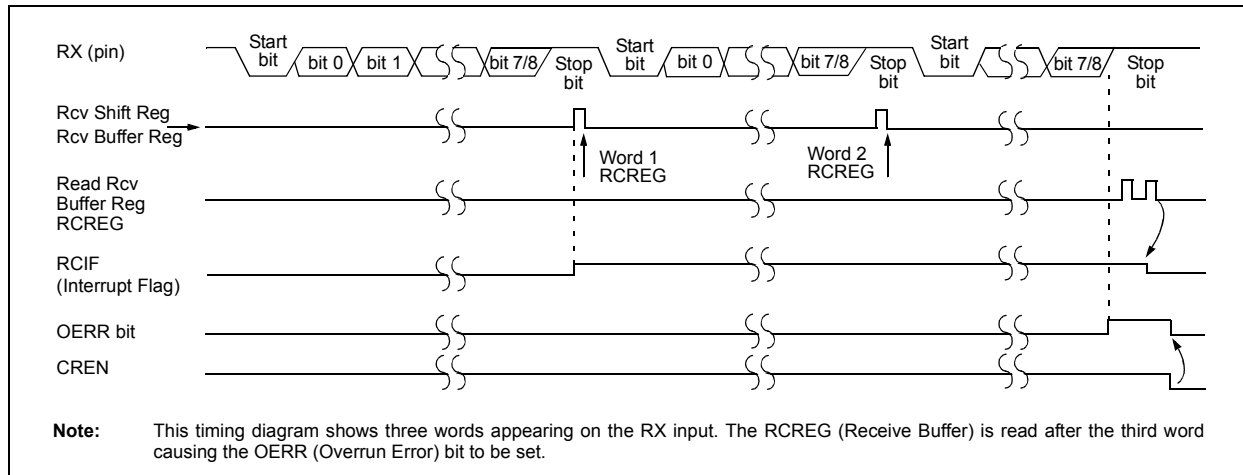 RX (pin)
Start
bit
bit 0
bit 1
bit 7/8
Stop
bit
Start
bit
bit 0
bit 7/8
Stop
bit
Start
bit
bit 7/8
Stop
bit
Rcv Shift Reg
Rcv Buffer Reg
Word 1
RCREG
Word 2
RCREG
Read Rcv
Buffer Reg
RCREG
RCIF
(Interrupt Flag)
OERR bit
CREN
Note: This timing diagram shows three words appearing on the RX input. The RCREG (Receive Buffer) is read after the third word
causing the OERR (Overrun Error) bit to be set.